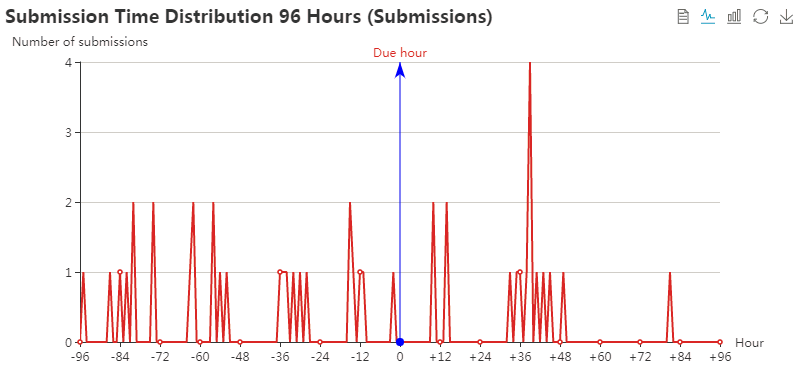 Submission Time Distribution 96 Hours (Submissions)
Number of submissions
Due hour
4
3
2
1
0
-96 -84 -72 -60 -48 -36 -24 -12 0 +12 +24 +36 +48 +60 +72 +84 +96
Hour